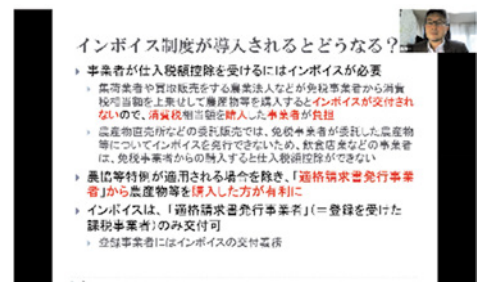 インボイス制度が導入されるとどうなる?
事業者が仕入税額控除を受けるにはインボイスが必要
集荷業者や買取販売をする農業法人などが免税事業者から消費
税相当額を上乗せして農産物等を購入するとインボイスが交付され
ないので、消費税相当額を購入した事業者が負担
農産物直売所などの委託販売では、免税事業者が委託した農産物
等についてインボイスを発行できないため、飲食店業などの事業者
は、免税事業者からの購入すると仕入税額控除ができない
農協等特例が適用される場合を除き、「適格請求書発行事業
者」から農産物等を購入した方が有利に
インボイスは、「適格請求書発行事業者」(=登録を受けた
課税事業者)のみ交付可
登録事業者にはインボイスの交付義務